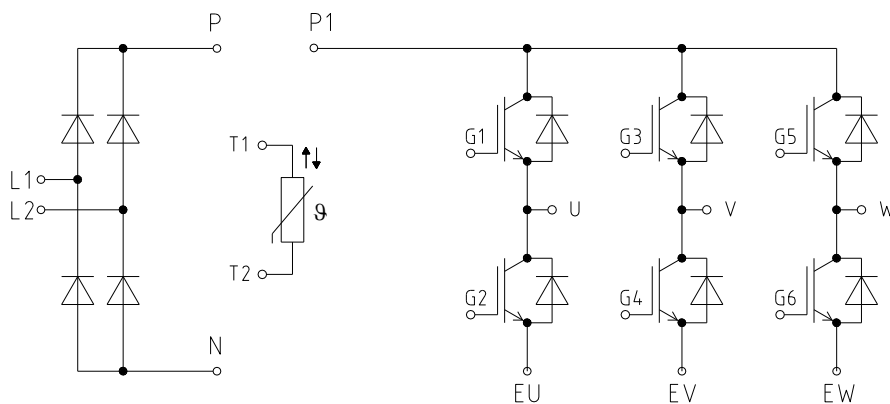 P P1
G1 G3 G5
T1
L1
L2
U V W
ϑ
T2
G2 G4 G6
N
EU EV EW